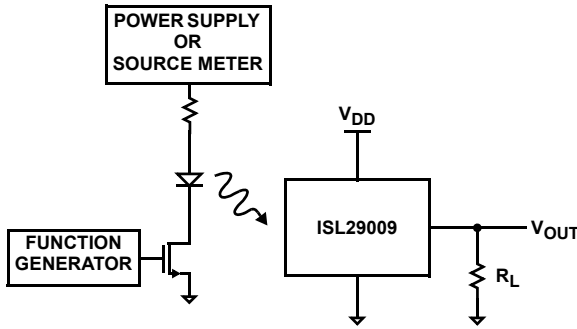 POWER SUPPLY
OR
SOURCE METER
VDD
ISL29009
VOUT
RL
FUNCTION
GENERATOR